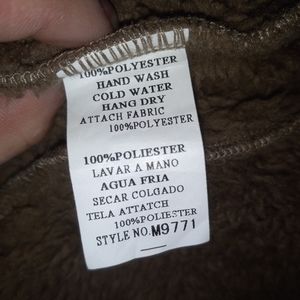 100%POLYESTER
HAND WASH
COLD WATER
HANG DRY
ATTACH FABRIC
100%POLYESTER
100%POLIESTER
LAVAR A MANO
AGUA FRIA
SECAR COLGADO
TELA ATTATCH
100%POLIESTER
STYLE NO.M9771